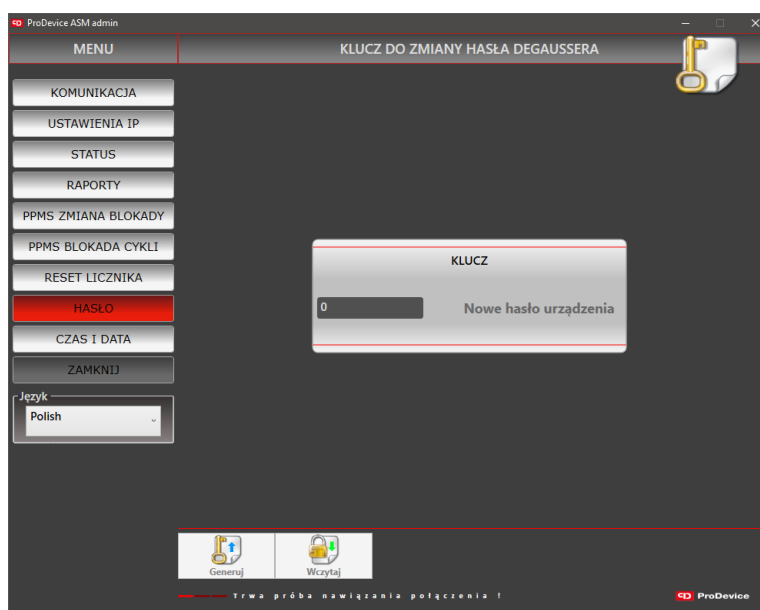 ProDevice ASM admin
MENU
KLUCZ DO ZMIANY HASŁA DEGAUSSERA
KOMUNIKACJA
USTAWIENIA IP
STATUS
RAPORTY
PPMS ZMIANA BLOKADY
PPMS BLOKADA CYKLI
RESET LICZNIKA
HASŁO
CZAS I DATA
ZAMKNIJ
Język
Polish
KLUCZ
0 Nowe hasło urządzenia
Generuj Wczytaj
Trwa próba nawiązania połączenia !
ProDevice